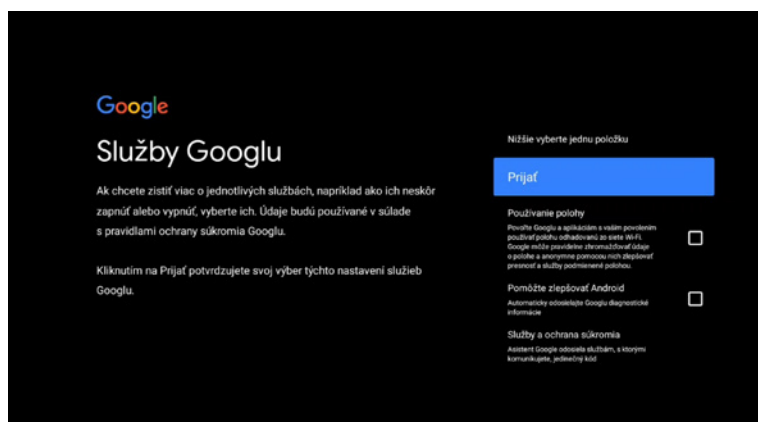 Google
Služby Googlu
Ak chcete zistiť viac o jednotlivých službách, napríklad ako ich neskôr
zapnúť alebo vypnúť, vyberte ich. Údaje budú používané v súlade
s pravidlami ochrany súkromia Googlu.
Kliknutím na Prijať potvrdzujete svoj výber týchto nastavení služieb
Googlu.
Nižšie vyberte jednu položku
Prijať
Používanie polohy
Povoľte Googlu a aplikáciám s vaším povolením
používať polohu odhadovanú zo siete Wi-Fi.
Google môže pravidelne zhromažďovať údaje
o polohe a anonymne pomocou nich zlepšovať
presnosť a služby podmienené polohou.
Pomôžte zlepšovať Android
Automaticky odosielajte Googlu diagnostické
informácie
Služby a ochrana súkromia
Asistent Google odosiela službám, s ktorými
komunikujete, jedinečný kód